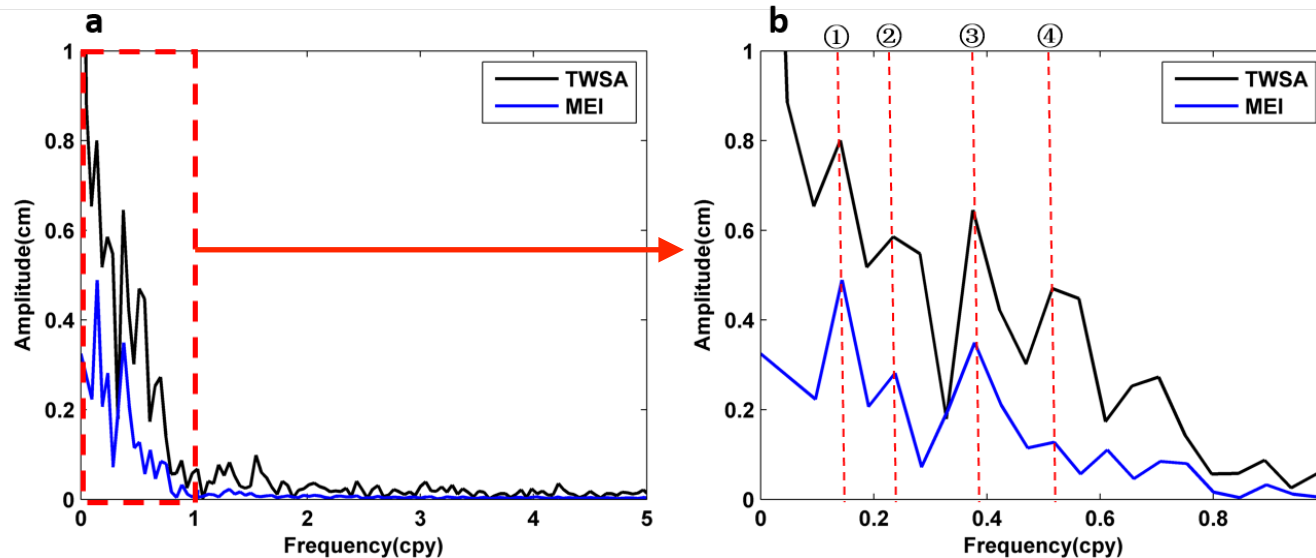 a
1
0.8
0.6
0.4
0.2
0
Amplitude(cm)
TWSA
MEI
0 1 2 3 4 5
Frequency(cpy)
b
① ② ③ ④
1
0.8
0.6
0.4
0.2
0
Amplitude(cm)
TWSA
MEI
0 0.2 0.4 0.6 0.8
Frequency(cpy)